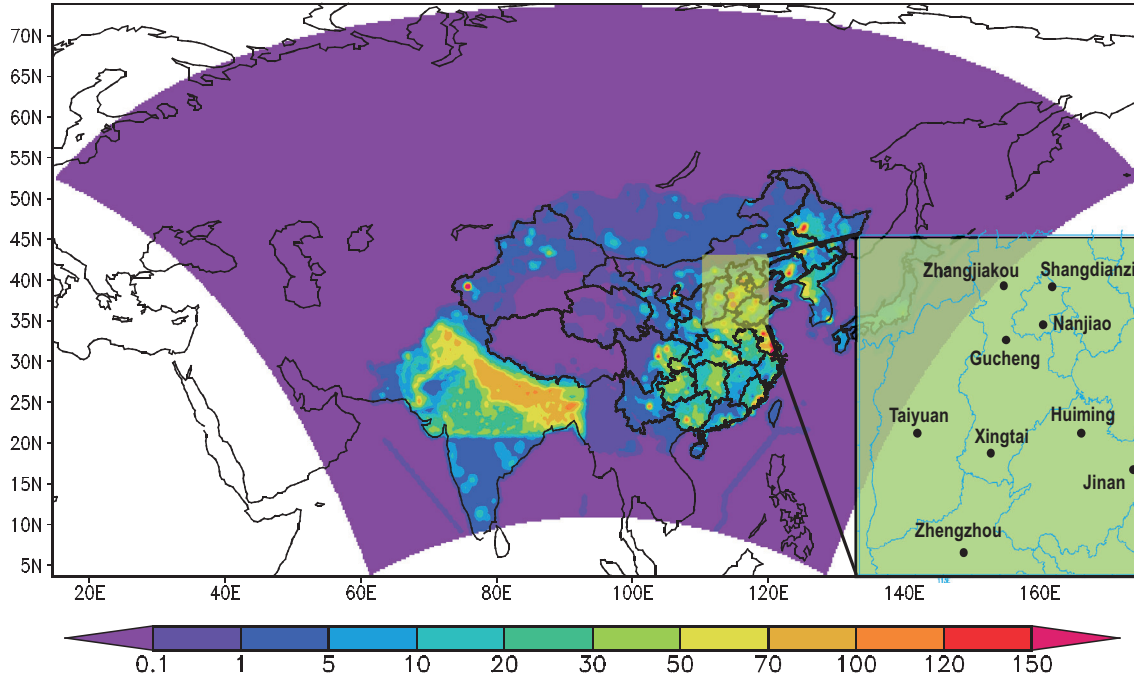 70N
65N
60N
55N
50N
45N
40N
35N
30N
25N
20N
15N
10N
5N
Zhangjiakou
Shangdianzi
Nanjiao
Gucheng
Taiyuan
Huiming
Xingtai
Jinan
Zhengzhou
20E 40E 60E 80E 100E 120E 140E 160E
0.1 1 5 10 20 30 50 70 100 120 150